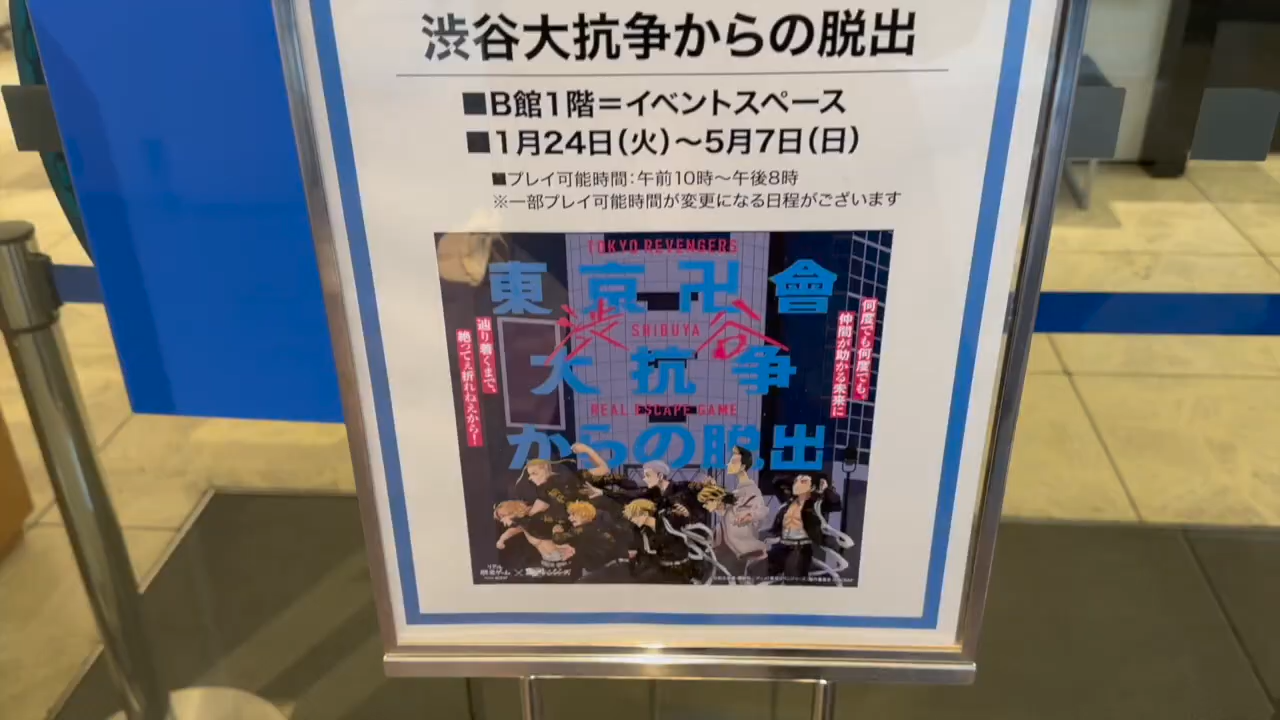 渋谷大抗争からの脱出
■B館1階=イベントスペース
■1月24日(火)〜5月7日(日)
■プレイ可能時間:午前10時〜午後8時
※一部プレイ可能時間が変更になる日程がございます
TOKYO REVENGERS
東京卍會
渋谷
SHIBUYA
大抗争
REAL ESCAPE GAME
からの脱出
何度でも何度でも。
仲間が助かる未来に
辿り着くまで、
絶ってぇ折れねぇから!